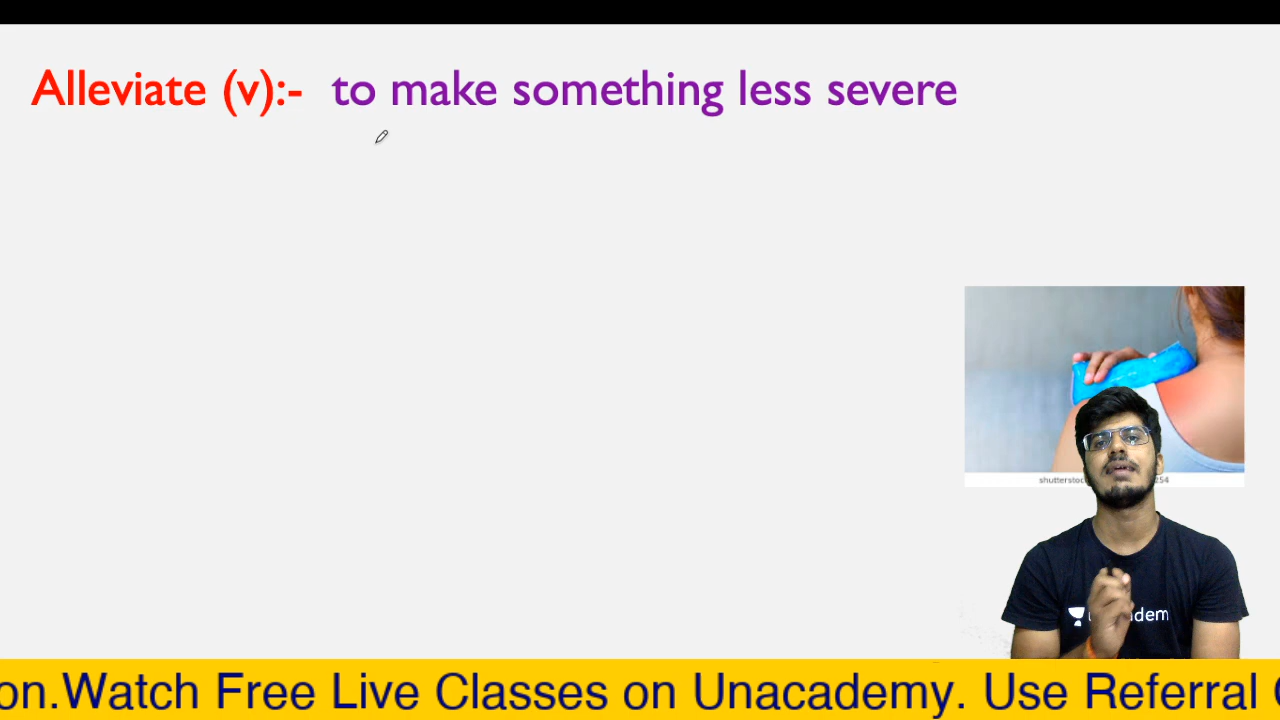 Alleviate (v):- to make something less severe
on.Watch Free Live Classes on Unacademy. Use Referral